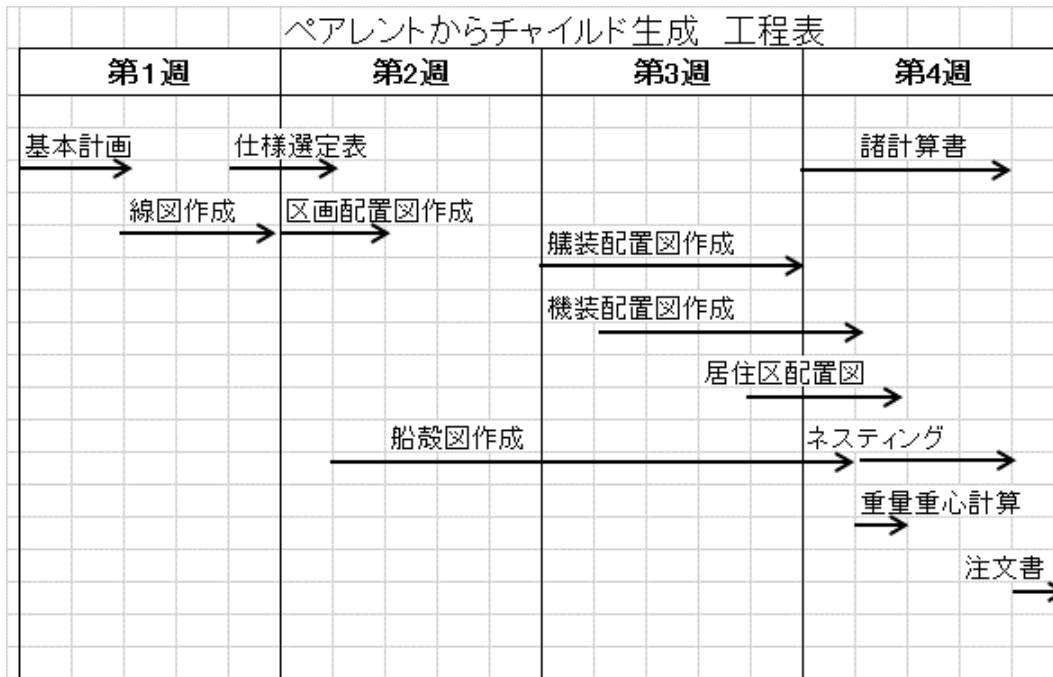 ペアレントからチャイルド生成 工程表
第1週 第2週 第3週 第4週
基本計画 仕様選定表 諸計算書
線図作成 区画配置図作成
艤装配置図作成
機装配置図作成
居住区配置図
船殻図作成 ネスティング
重量重心計算
注文書